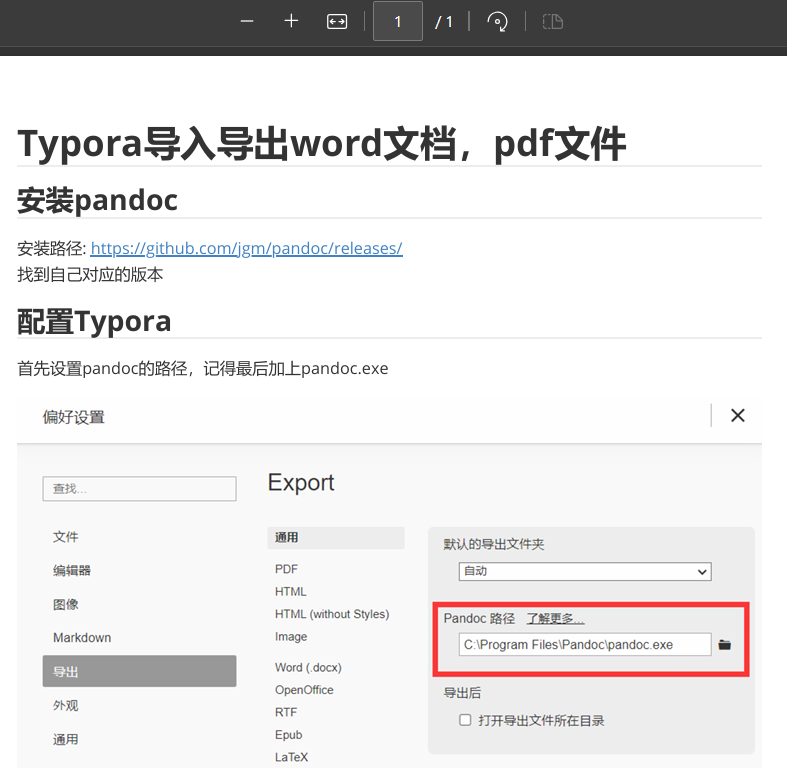 1 / 1
Typora导入导出word文档，pdf文件
安装pandoc
安装路径: https://github.com/jgm/pandoc/releases/
找到自己对应的版本
配置Typora
首先设置pandoc的路径，记得最后加上pandoc.exe
偏好设置
查找...
文件
编辑器
图像
Markdown
导出
外观
通用
Export
通用
PDF
HTML
HTML (without Styles)
Image
Word (.docx)
OpenOffice
RTF
Epub
LaTeX
默认的导出文件夹
自动
Pandoc 路径 了解更多...
C:\Program Files\Pandoc\pandoc.exe
导出后
打开导出文件所在目录